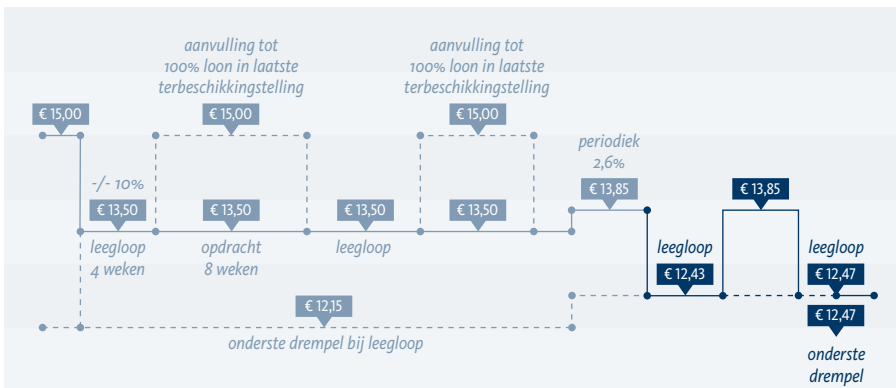 aanvulling tot
100% loon in laatste
terbeschikkingstelling
aanvulling tot
100% loon in laatste
terbeschikkingstelling
€ 15,00
€ 15,00
€ 15,00
periodiek
2,6%
-/- 10%
€ 13,85
€ 13,85
€ 13,50
€ 13,50
€ 13,50
€ 13,50
leegloop
4 weken
opdracht
8 weken
leegloop
leegloop
leegloop
€ 12,43
€ 12,47
€ 12,15
€ 12,47
onderste drempel bij leegloop
onderste
drempel